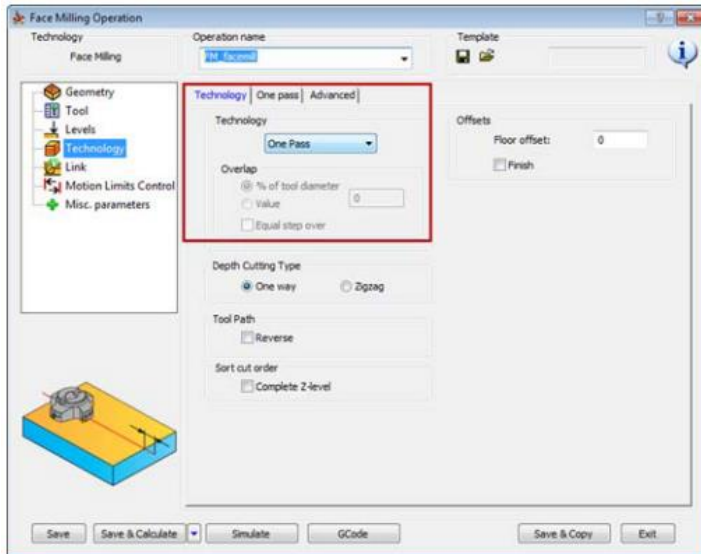 Face Milling Operation
Technology
Face Milling
Operation name
FM_facemill
Template
Geometry
Tool
Levels
Technology
Link
Motion Limits Control
Misc. parameters
Technology One pass Advanced
Technology
One Pass
Overlap
% of tool diameter
Value
0
Equal step over
Depth Cutting Type
One way Zigzag
Tool Path
Reverse
Sort cut order
Complete Z-level
Offsets
Floor offset: 0
Finish
Save Save & Calculate Simulate GCode Save & Copy Exit